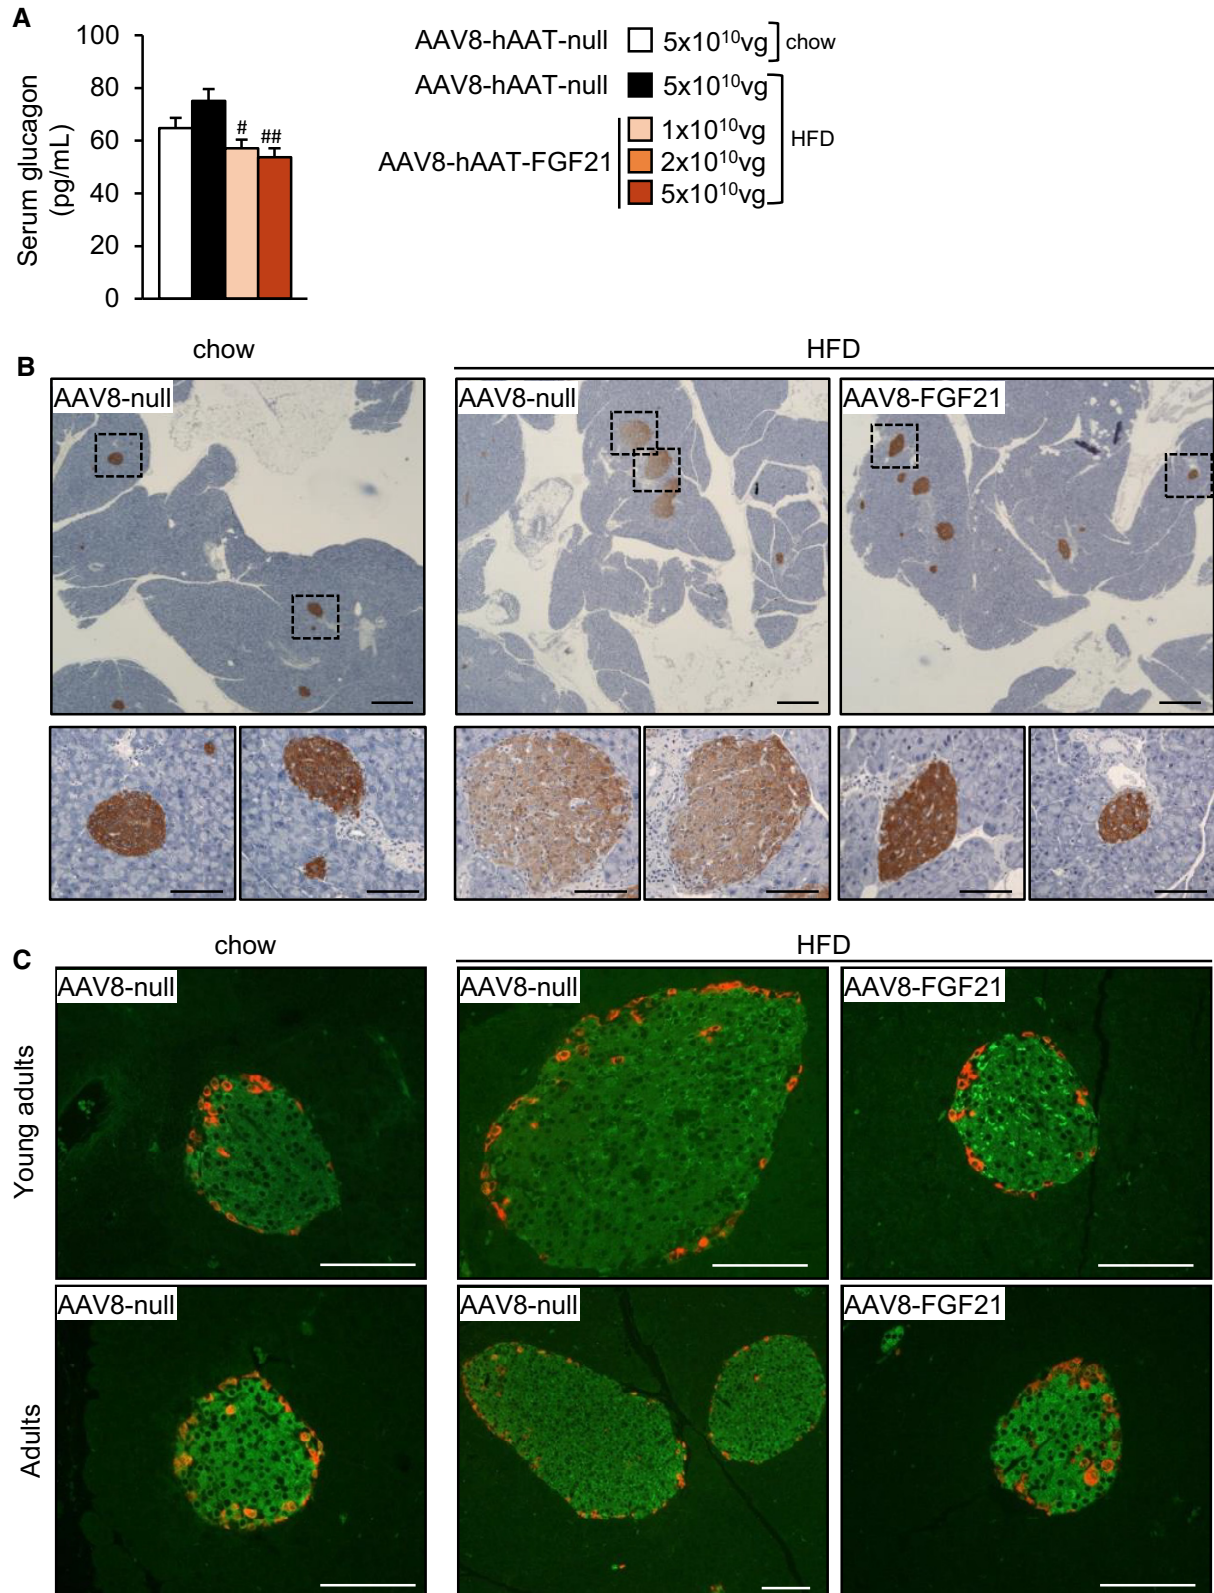 A
Serum glucagon
(pg/mL)
100
80
60
40
20
0
#
##
AAV8-hAAT-null 5x10¹⁰vg chow
AAV8-hAAT-null 5x10¹⁰vg
1x10¹⁰vg
AAV8-hAAT-FGF21 2x10¹⁰vg
5x10¹⁰vg
HFD
B
chow
HFD
AAV8-null
AAV8-null
AAV8-FGF21
C
chow
HFD
Young adults
AAV8-null
AAV8-null
AAV8-FGF21
Adults
AAV8-null
AAV8-null
AAV8-FGF21